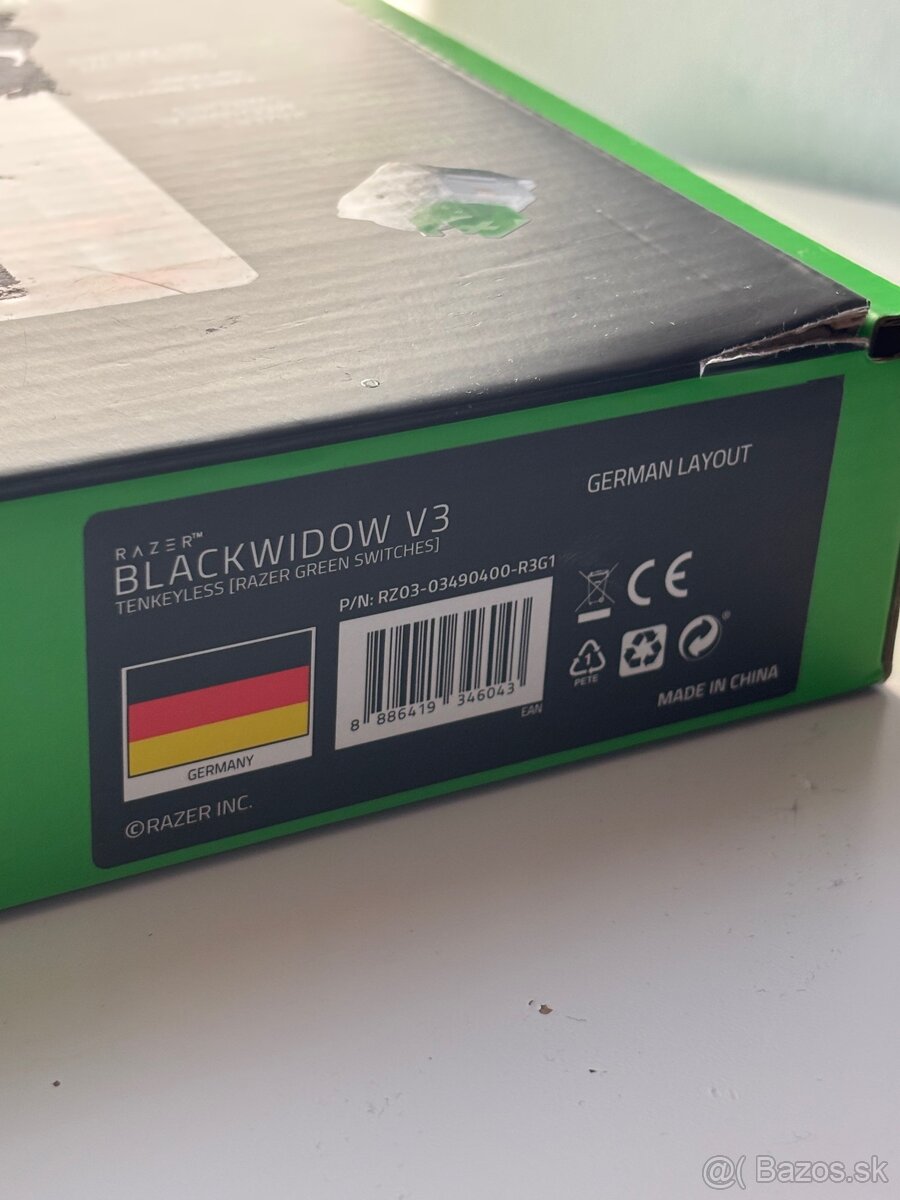 GERMAN LAYOUT
RAZER™
BLACKWIDOW V3
TENKEYLESS [RAZER GREEN SWITCHES]
P/N: RZ03-03490400-R3G1
CE
8 886419 346043
EAN
1
PETE
GERMANY
MADE IN CHINA
©RAZER INC.
@( Bazos.sk